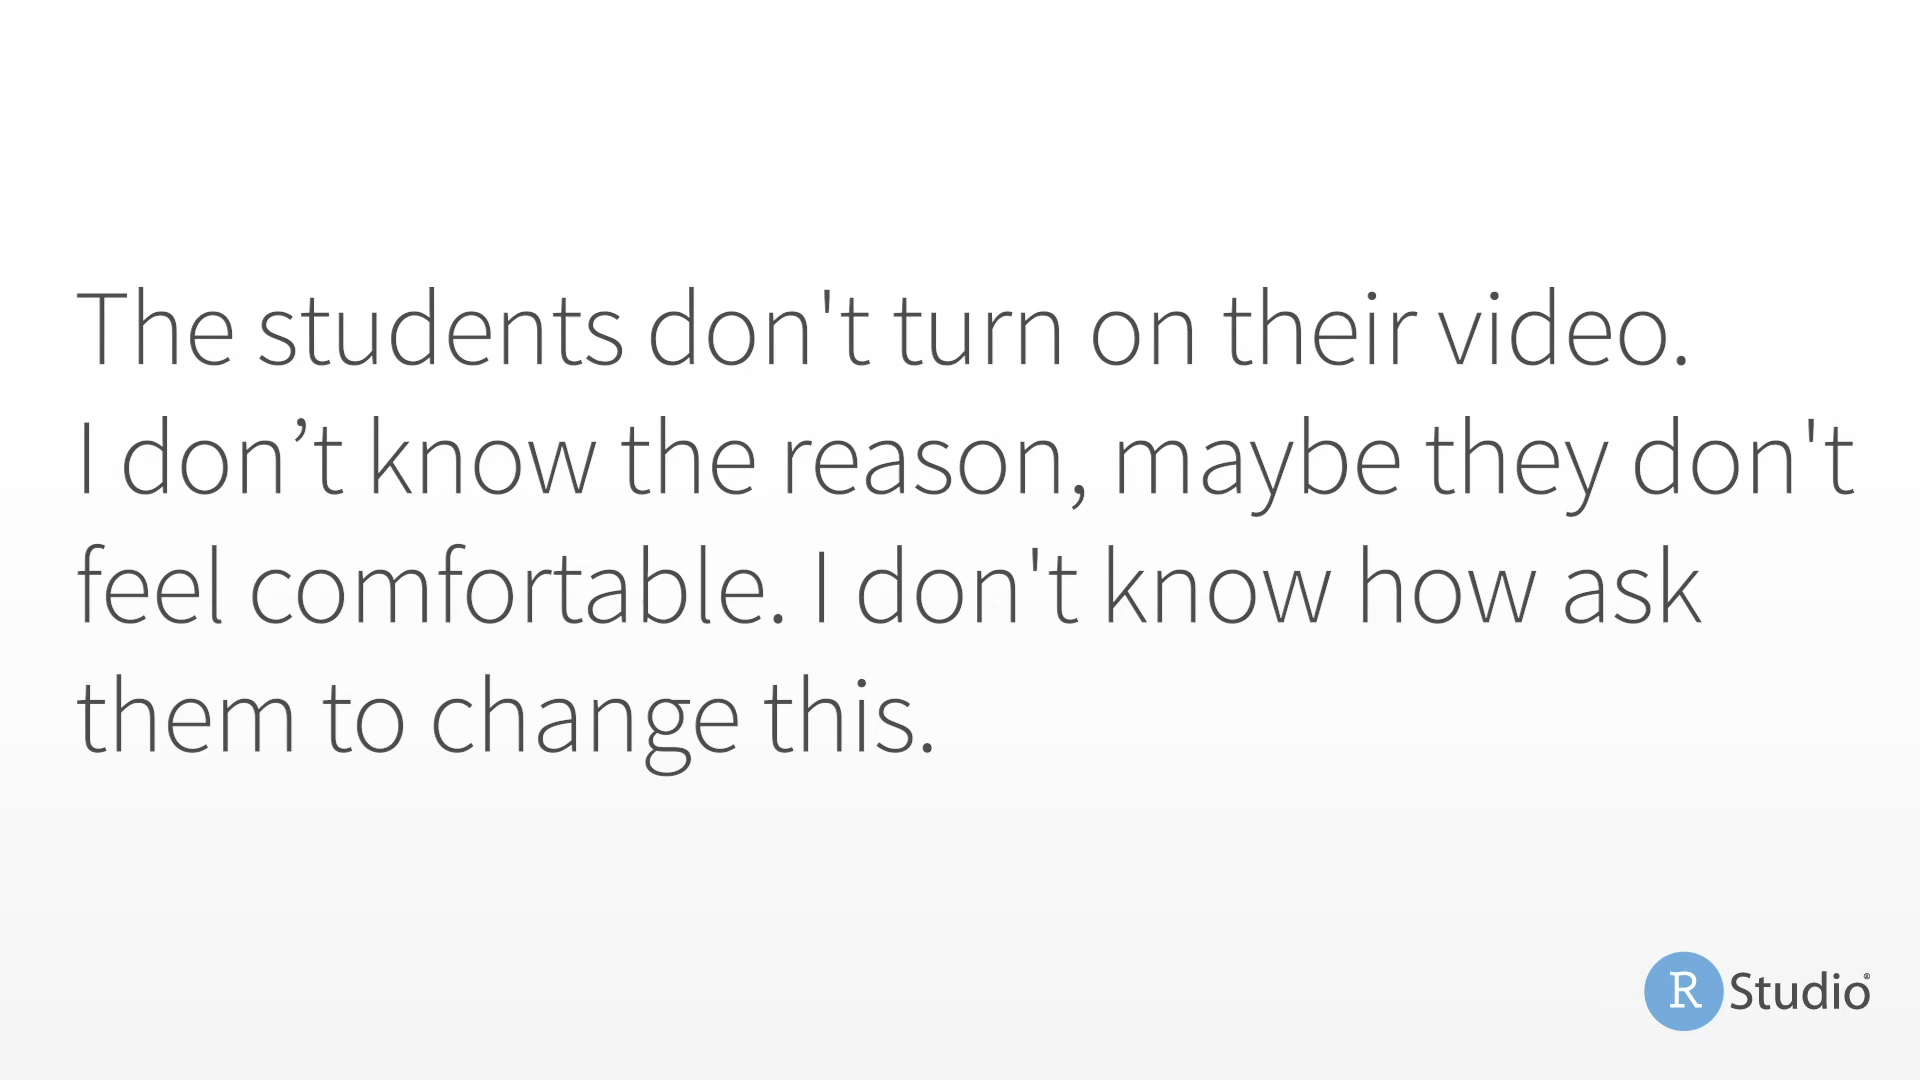 The students don't turn on their video.
I don’t know the reason, maybe they don't
feel comfortable. I don't know how ask
them to change this.
R Studio®